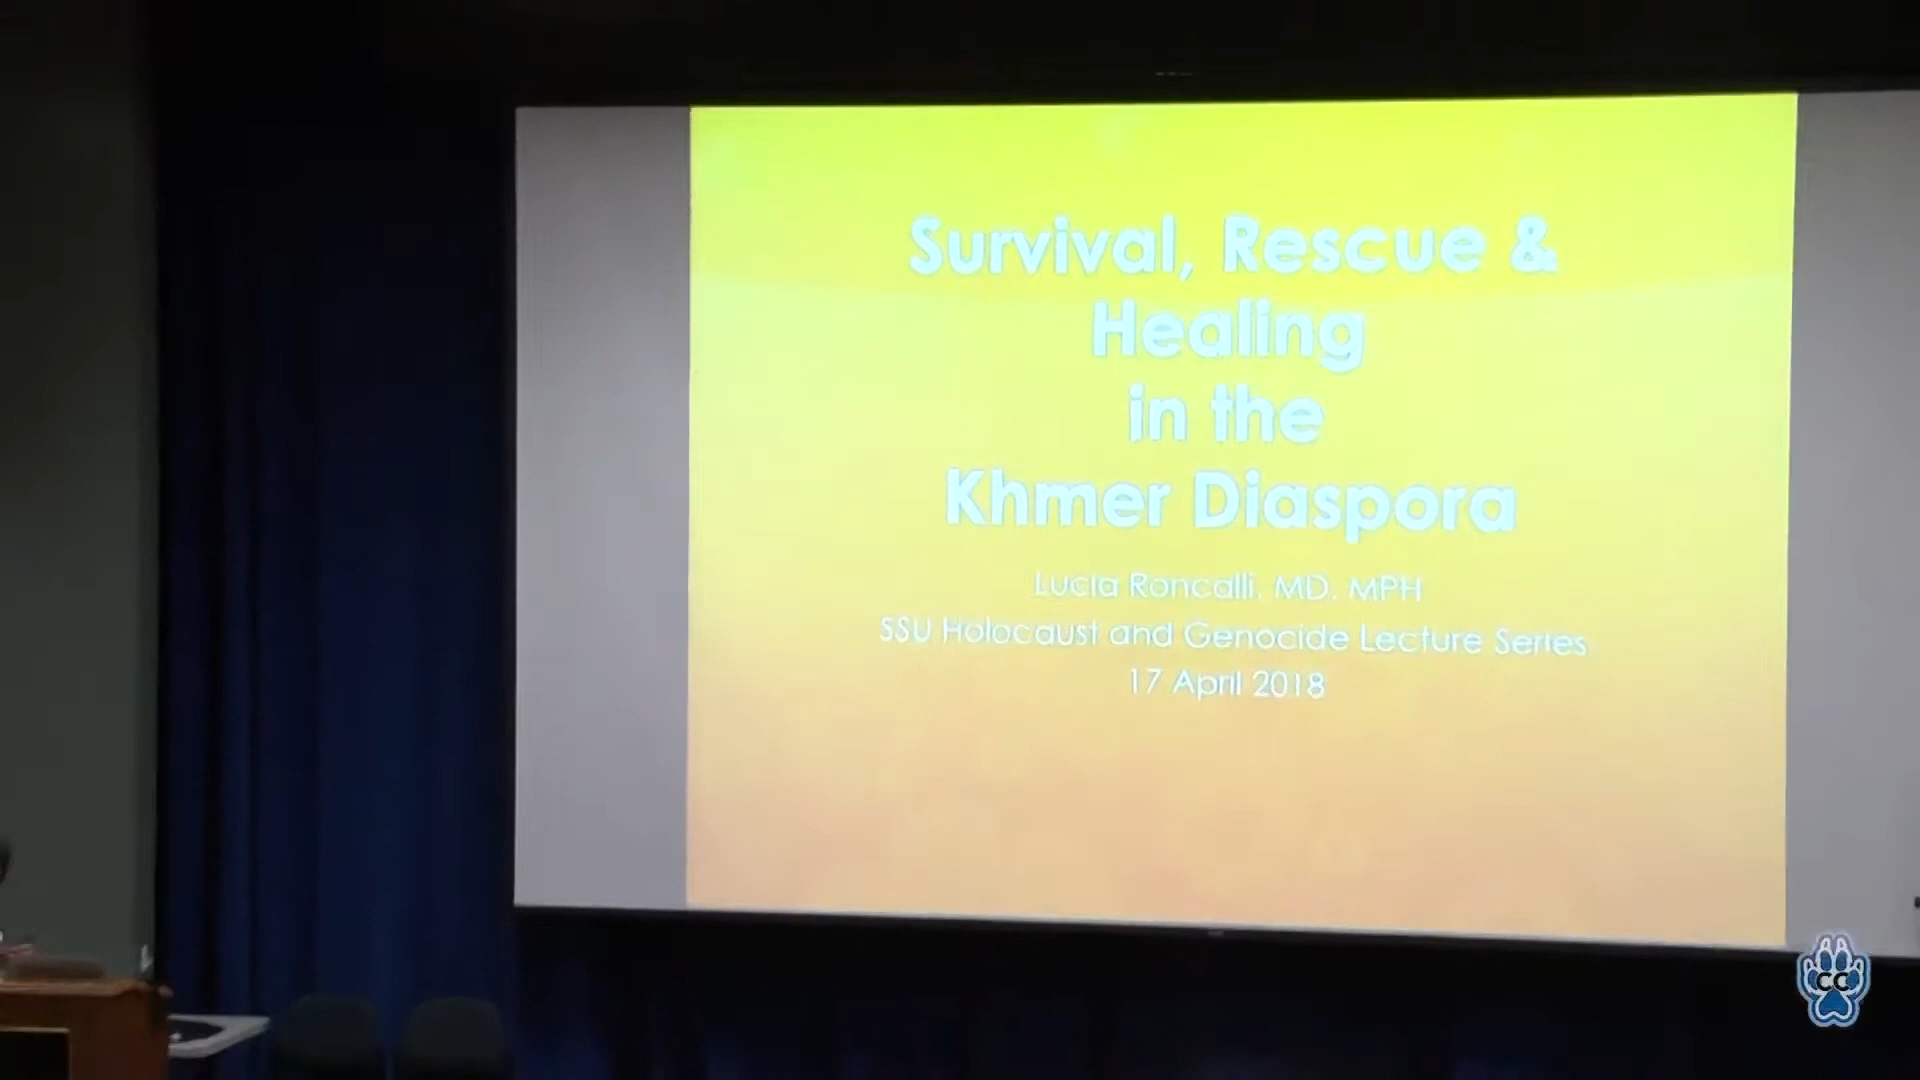 Survival, Rescue &
Healing
in the
Khmer Diaspora
Lucia Roncalli, MD, MPH
SSU Holocaust and Genocide Lecture Series
17 April 2018
CC